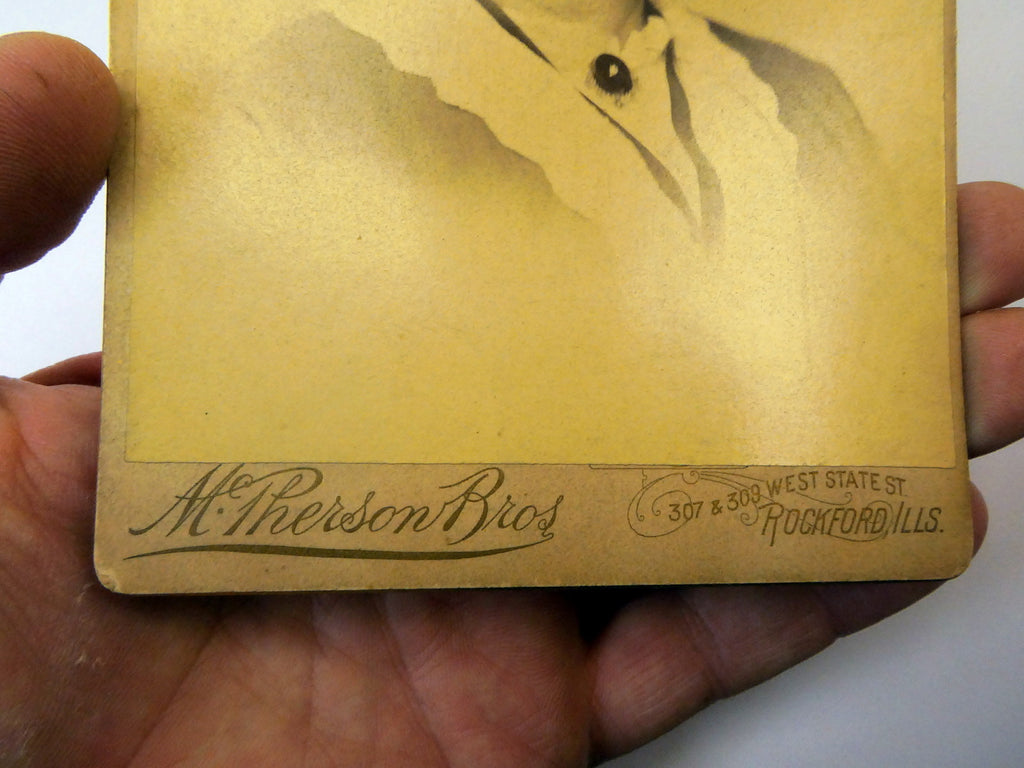 McPherson Bros
307 & 309 WEST STATE ST.
ROCKFORD, ILLS.